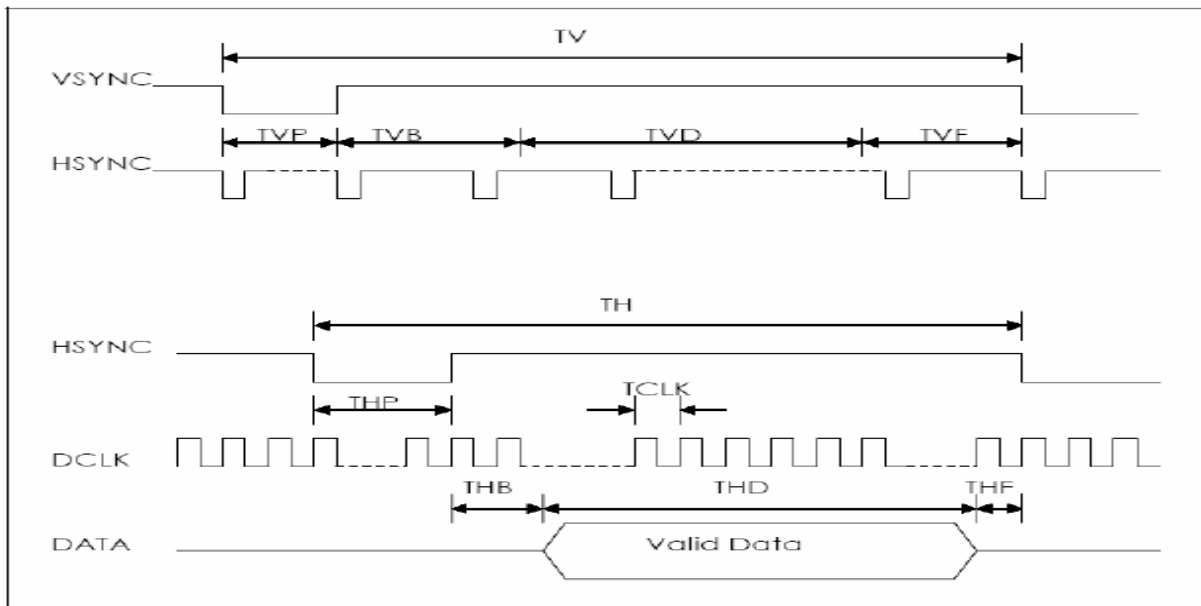 TV
VSYNC
TVP TVB TVD TVF
HSYNC
TH
HSYNC
TCLK
THP
DCLK
THB THD THF
DATA Valid Data